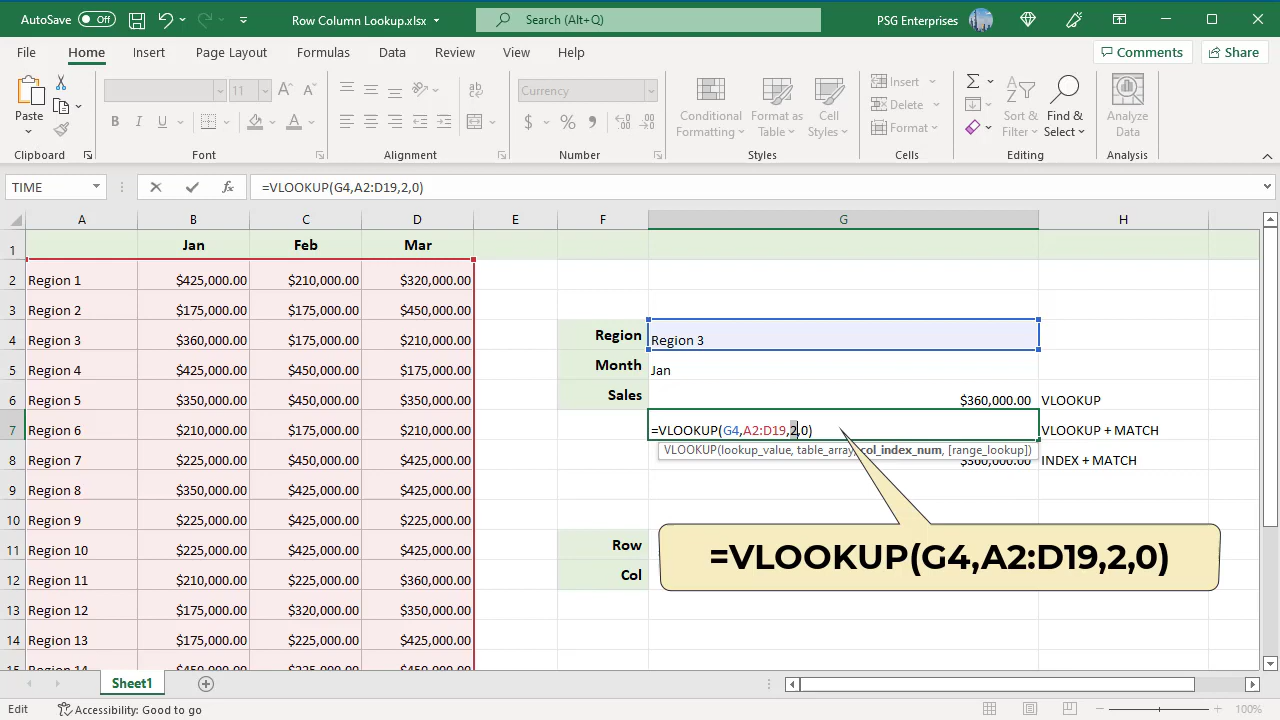 AutoSave Off Row Column Lookup.xlsx Search (Alt+Q) PSG Enterprises
File Home Insert Page Layout Formulas Data Review View Help Comments Share
Paste 11 Currency Conditional Formatting Format as Table Cell Styles Insert Delete Format Sort & Filter Find & Select Analyze Data
Clipboard Font Alignment Number Styles Cells Editing Analysis
TIME =VLOOKUP(G4,A2:D19,2,0)
A B C D E F G H
1 Jan Feb Mar
2 Region 1 $425,000.00 $210,000.00 $320,000.00
3 Region 2 $175,000.00 $175,000.00 $450,000.00
4 Region 3 $360,000.00 $175,000.00 $210,000.00 Region Region 3
5 Region 4 $425,000.00 $450,000.00 $175,000.00 Month Jan
6 Region 5 $350,000.00 $450,000.00 $450,000.00 Sales $360,000.00 VLOOKUP
7 Region 6 $210,000.00 $175,000.00 $320,000.00 =VLOOKUP(G4,A2:D19,2,0) VLOOKUP + MATCH
VLOOKUP(lookup_value, table_array, col_index_num, [range_lookup])
8 Region 7 $225,000.00 $450,000.00 $175,000.00 $360,000.00 INDEX + MATCH
9 Region 8 $350,000.00 $425,000.00 $425,000.00
10 Region 9 $225,000.00 $425,000.00 $225,000.00
11 Region 10 $225,000.00 $425,000.00 $425,000.00 Row
=VLOOKUP(G4,A2:D19,2,0)
12 Region 11 $210,000.00 $225,000.00 $360,000.00 Col
13 Region 12 $175,000.00 $320,000.00 $350,000.00
14 Region 13 $175,000.00 $225,000.00 $425,000.00
15 Region 14 $450,000.00 $225,000.00 $450,000.00
Sheet1
Edit Accessibility: Good to go 100%